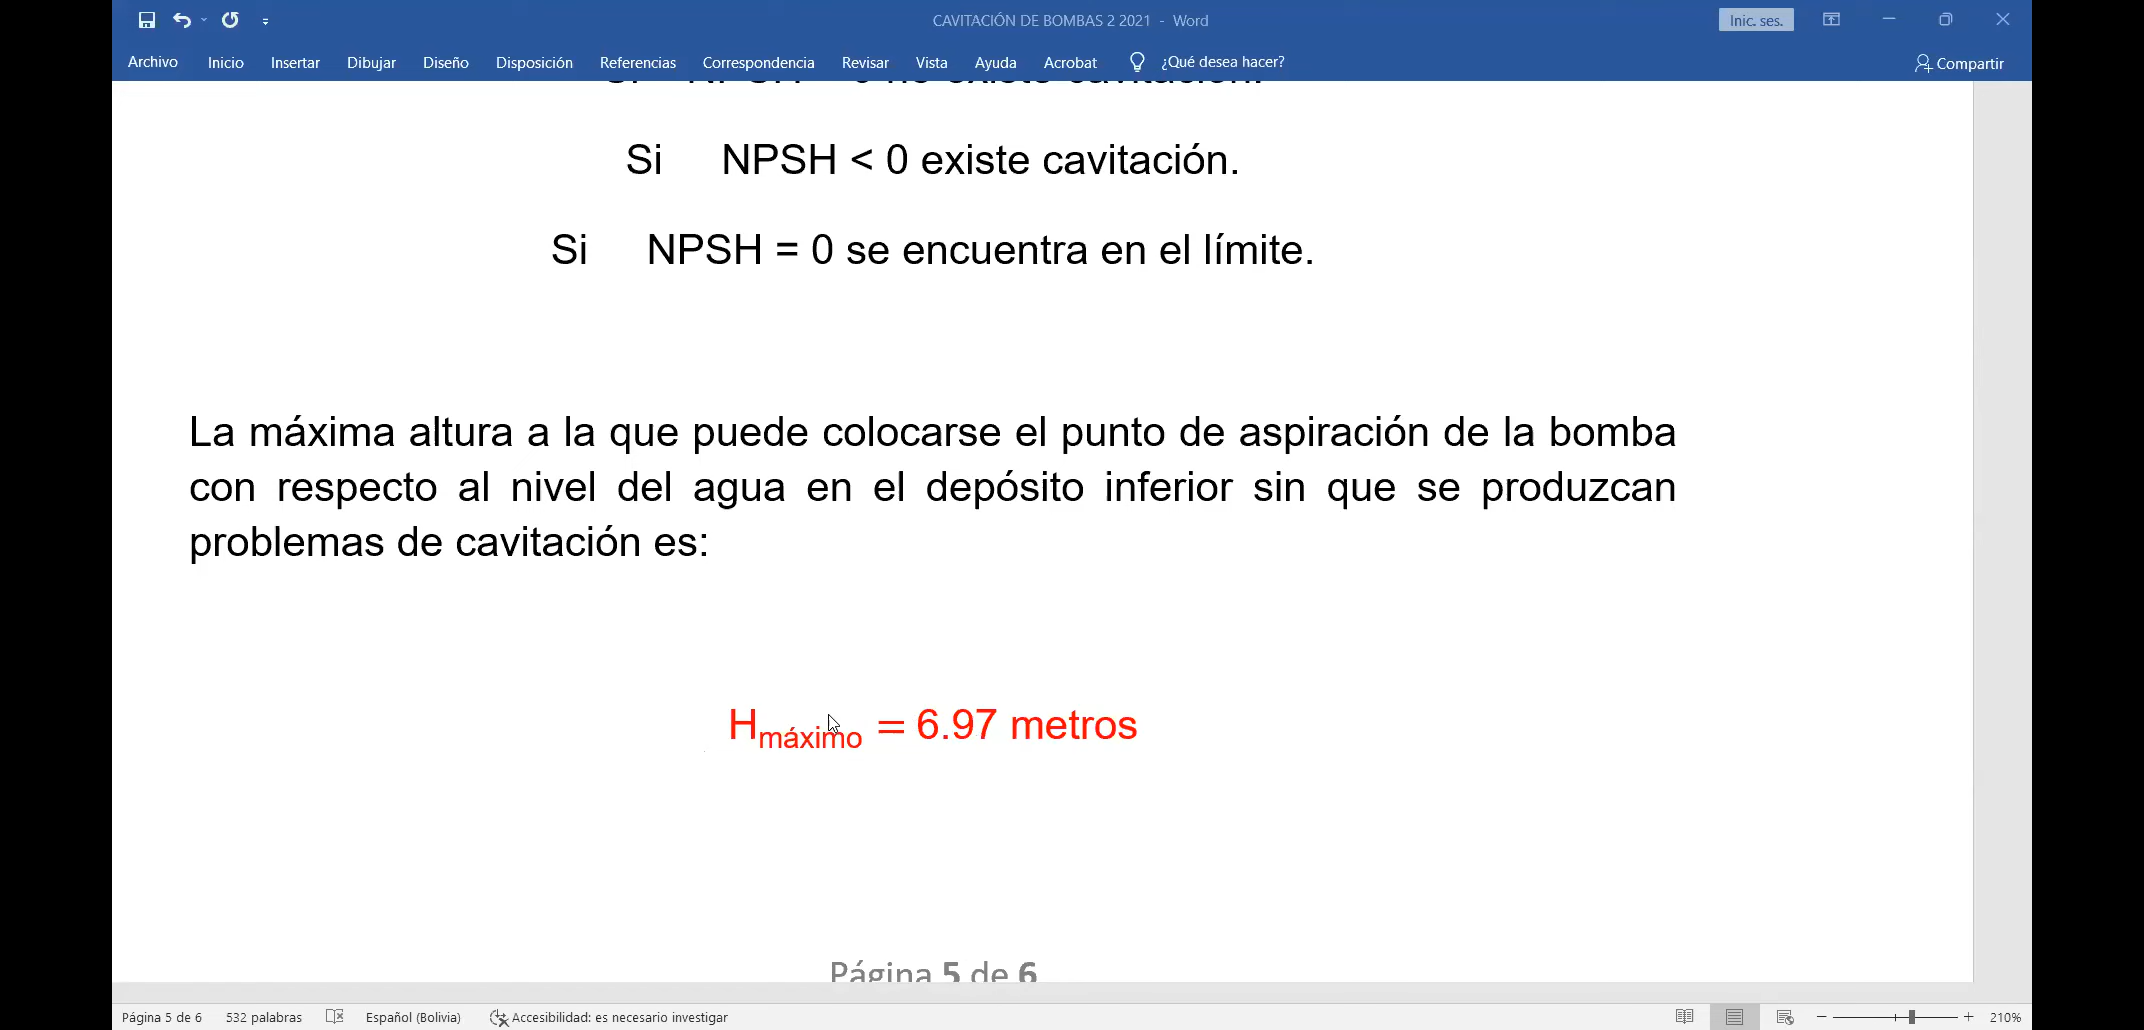 CAVITACIÓN DE BOMBAS 2 2021 - Word
Inic. ses.
Archivo Inicio Insertar Dibujar Diseño Disposición Referencias Correspondencia Revisar Vista Ayuda Acrobat ¿Qué desea hacer? Compartir
Si NPSH < 0 existe cavitación.
Si NPSH = 0 se encuentra en el límite.
La máxima altura a la que puede colocarse el punto de aspiración de la bomba
con respecto al nivel del agua en el depósito inferior sin que se produzcan
problemas de cavitación es:
Hmáximo = 6.97 metros
Página 5 de 6
Página 5 de 6 532 palabras Español (Bolivia) Accesibilidad: es necesario investigar 210%